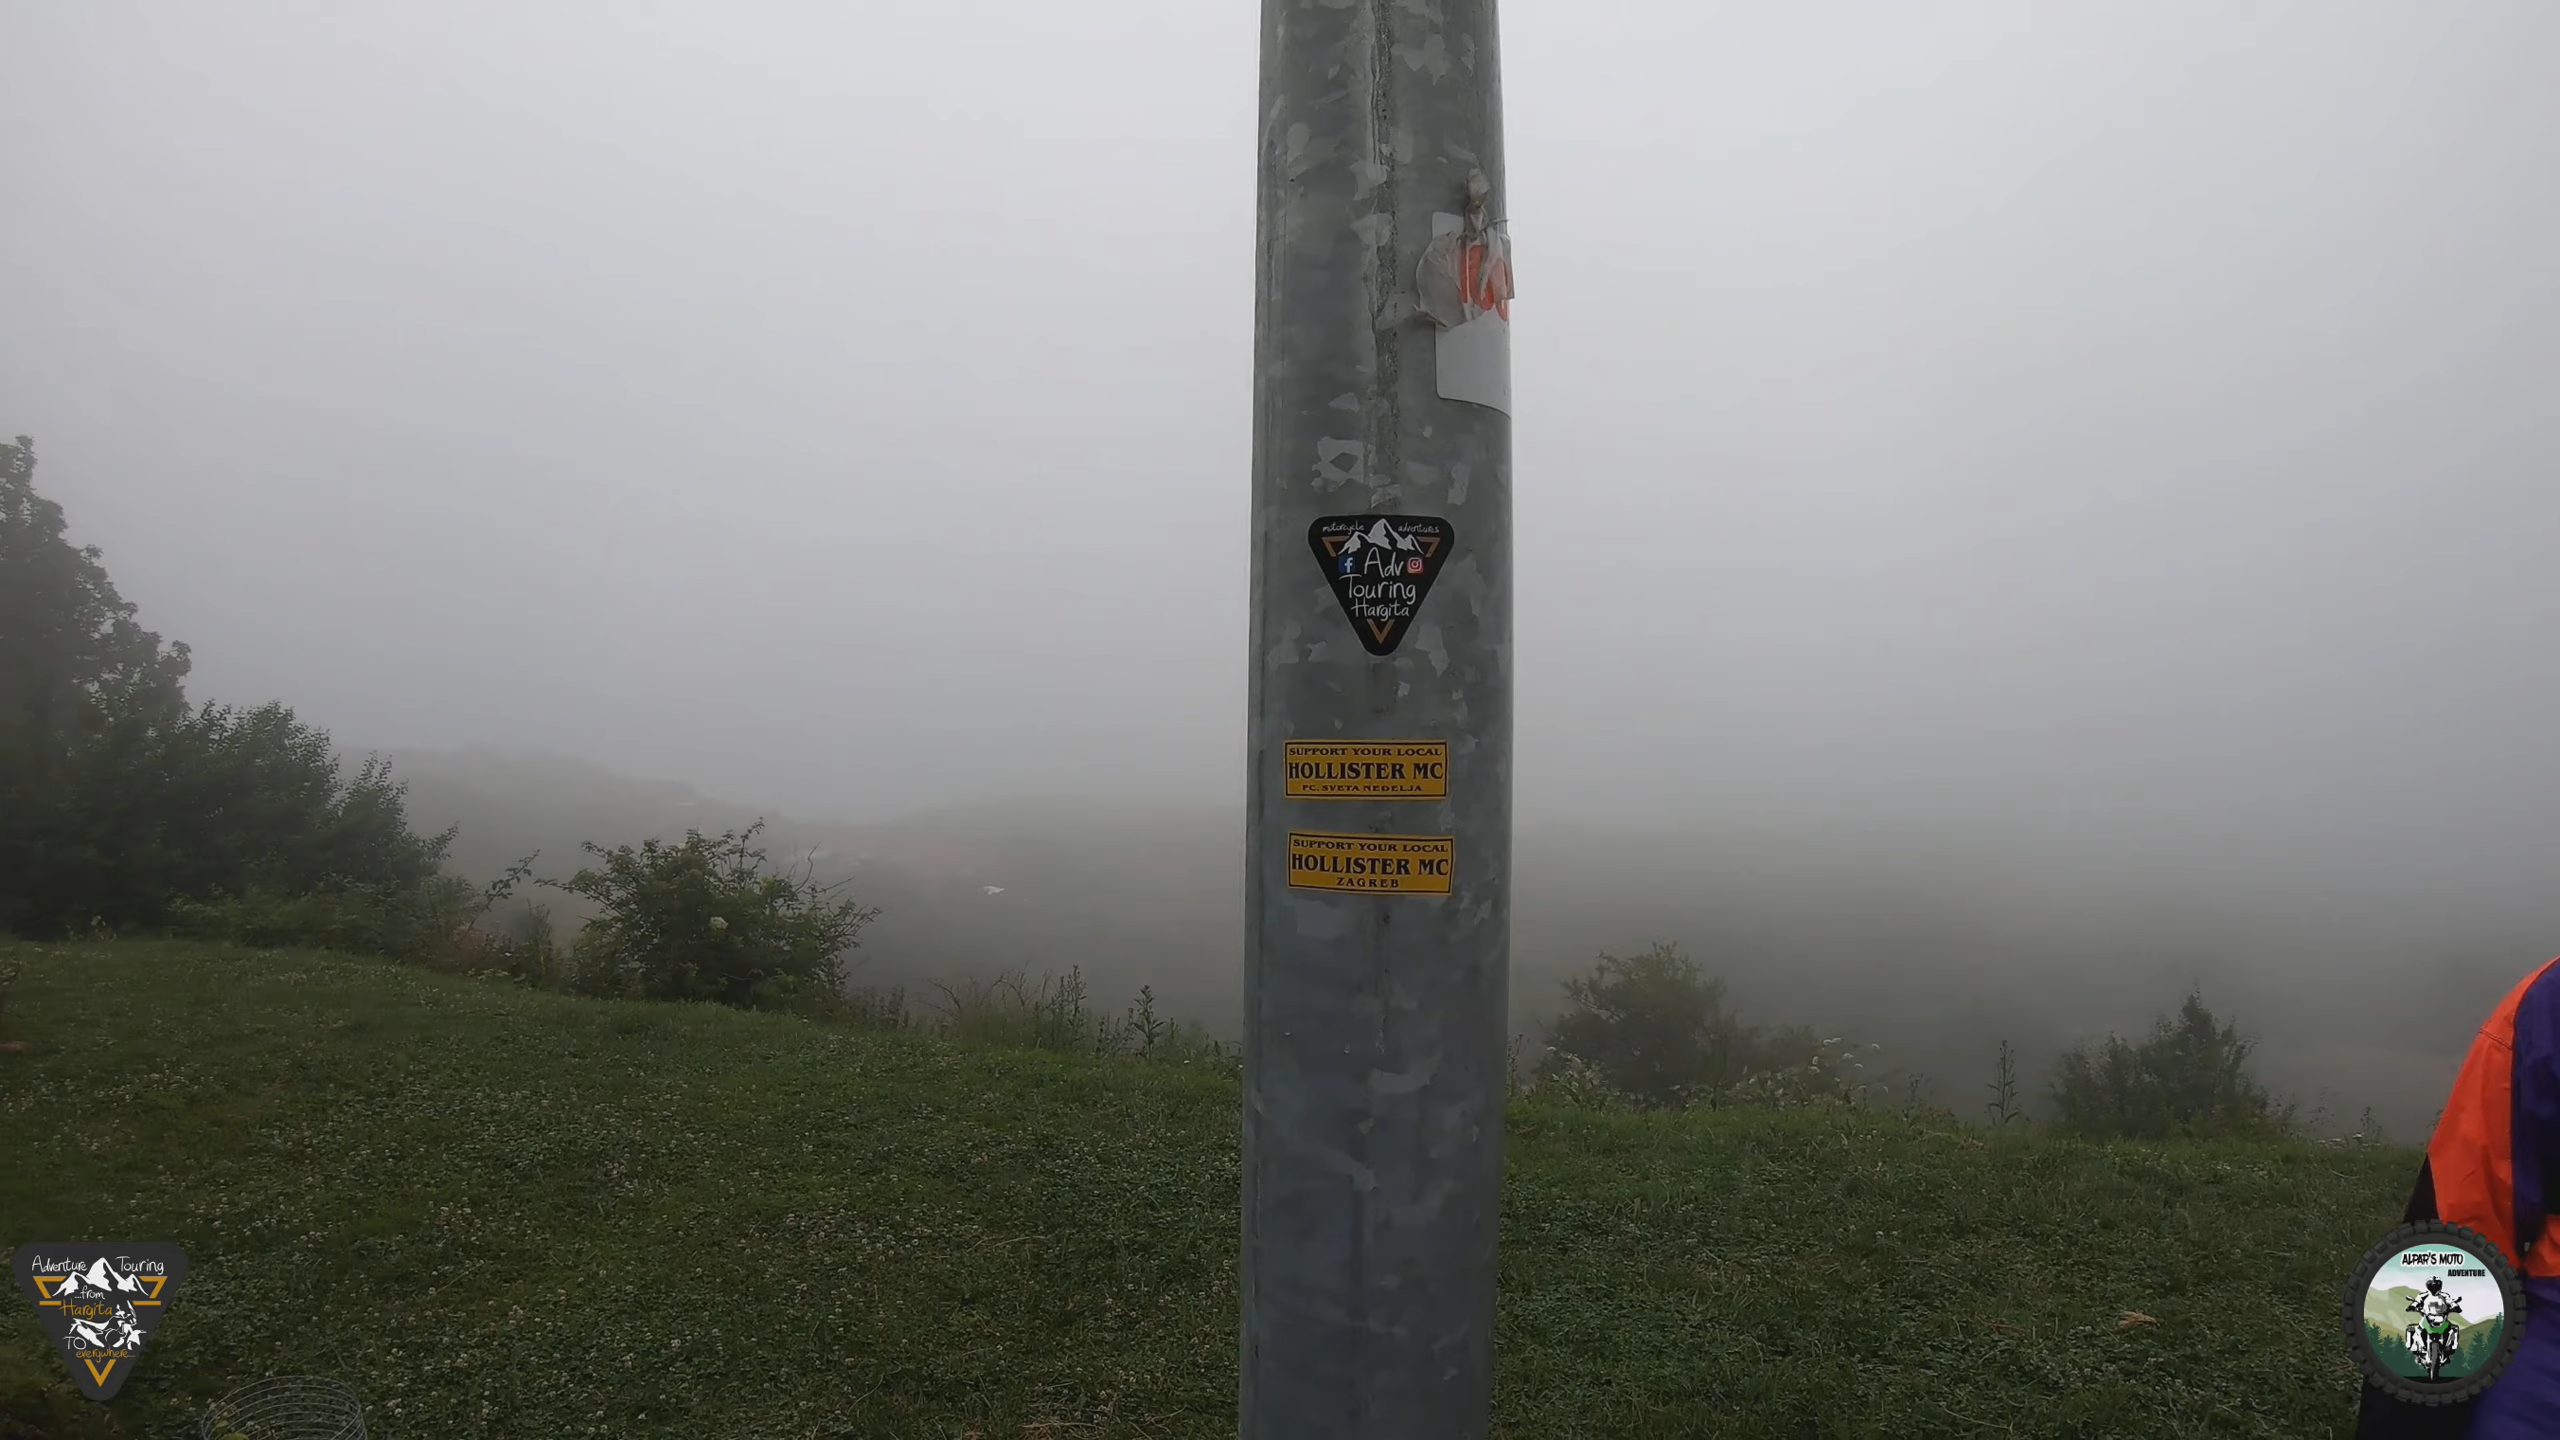 motorcycle adventures
Adv
Touring
Hargita
SUPPORT YOUR LOCAL
HOLLISTER MC
PC. SVETA NEDELJA
SUPPORT YOUR LOCAL
HOLLISTER MC
ZAGREB
Adventure Touring
...from
Hargita
TO
everywhere...
ALPAR'S MOTO
ADVENTURE